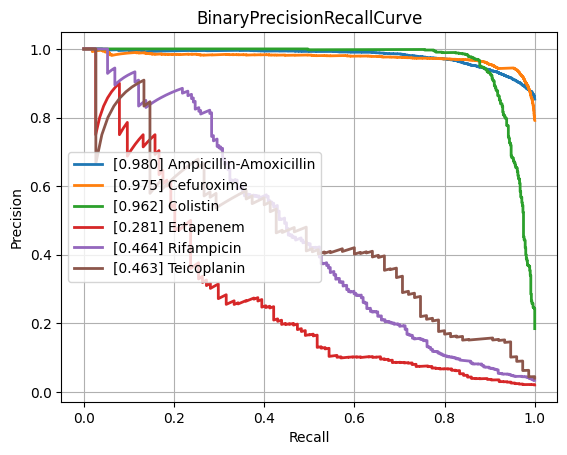 BinaryPrecisionRecallCurve
1.0
0.8
0.6
0.4
0.2
0.0
Precision
[0.980] Ampicillin-Amoxicillin
[0.975] Cefuroxime
[0.962] Colistin
[0.281] Ertapenem
[0.464] Rifampicin
[0.463] Teicoplanin
0.0 0.2 0.4 0.6 0.8 1.0
Recall